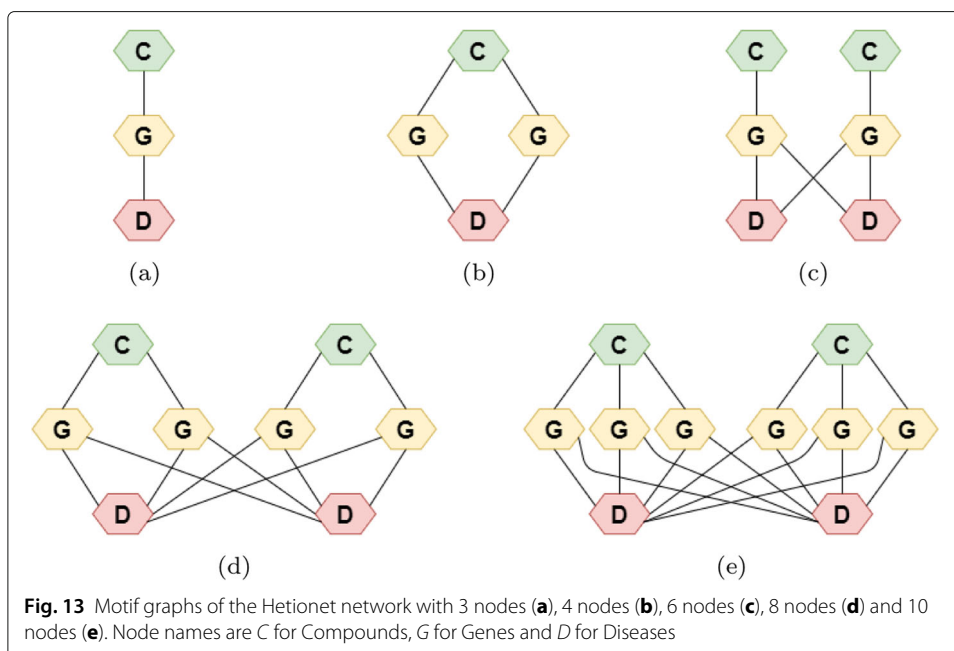 C C C
G G G G G
D D D D
(a) (b) (c)
C C
G G G G
D D
(d)
C C
G G G G G G
D D
(e)
Fig. 13 Motif graphs of the Hetionet network with 3 nodes (a), 4 nodes (b), 6 nodes (c), 8 nodes (d) and 10
nodes (e). Node names are C for Compounds, G for Genes and D for Diseases